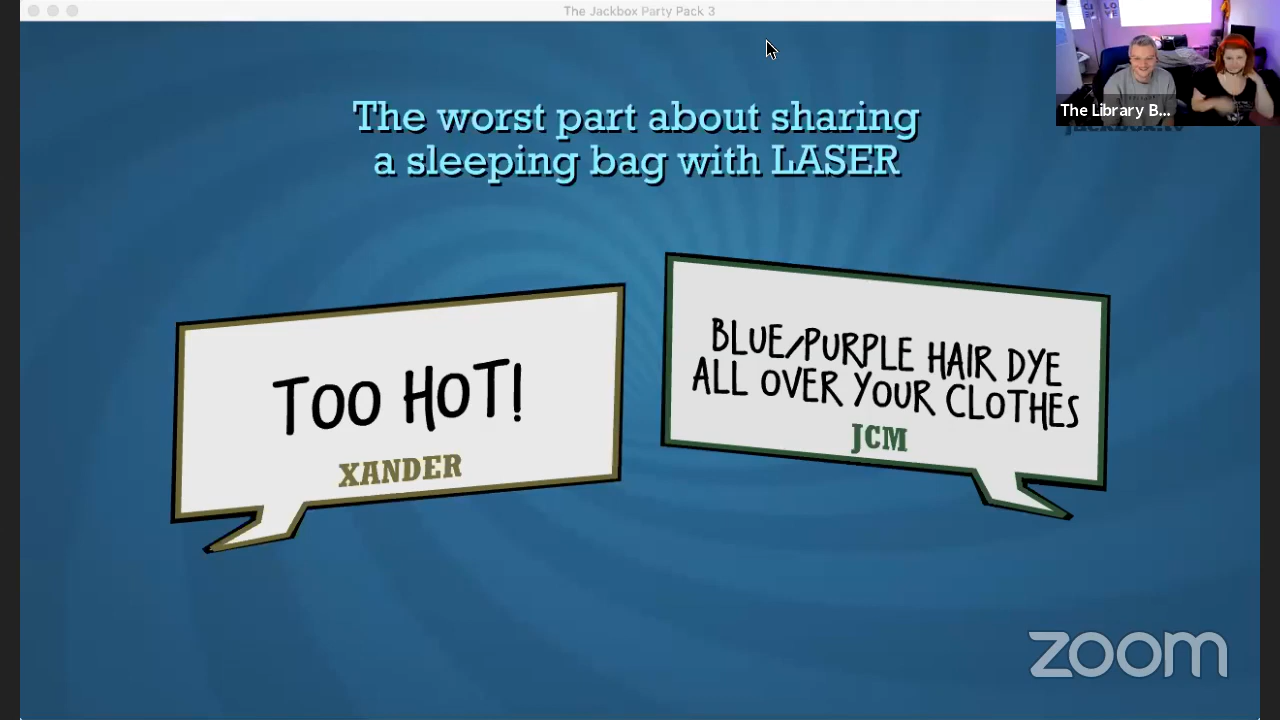 The Jackbox Party Pack 3
The Library B...
The worst part about sharing
a sleeping bag with LASER
TOO HOT!
XANDER
BLUE/PURPLE HAIR DYE
ALL OVER YOUR CLOTHES
JCM
zoom